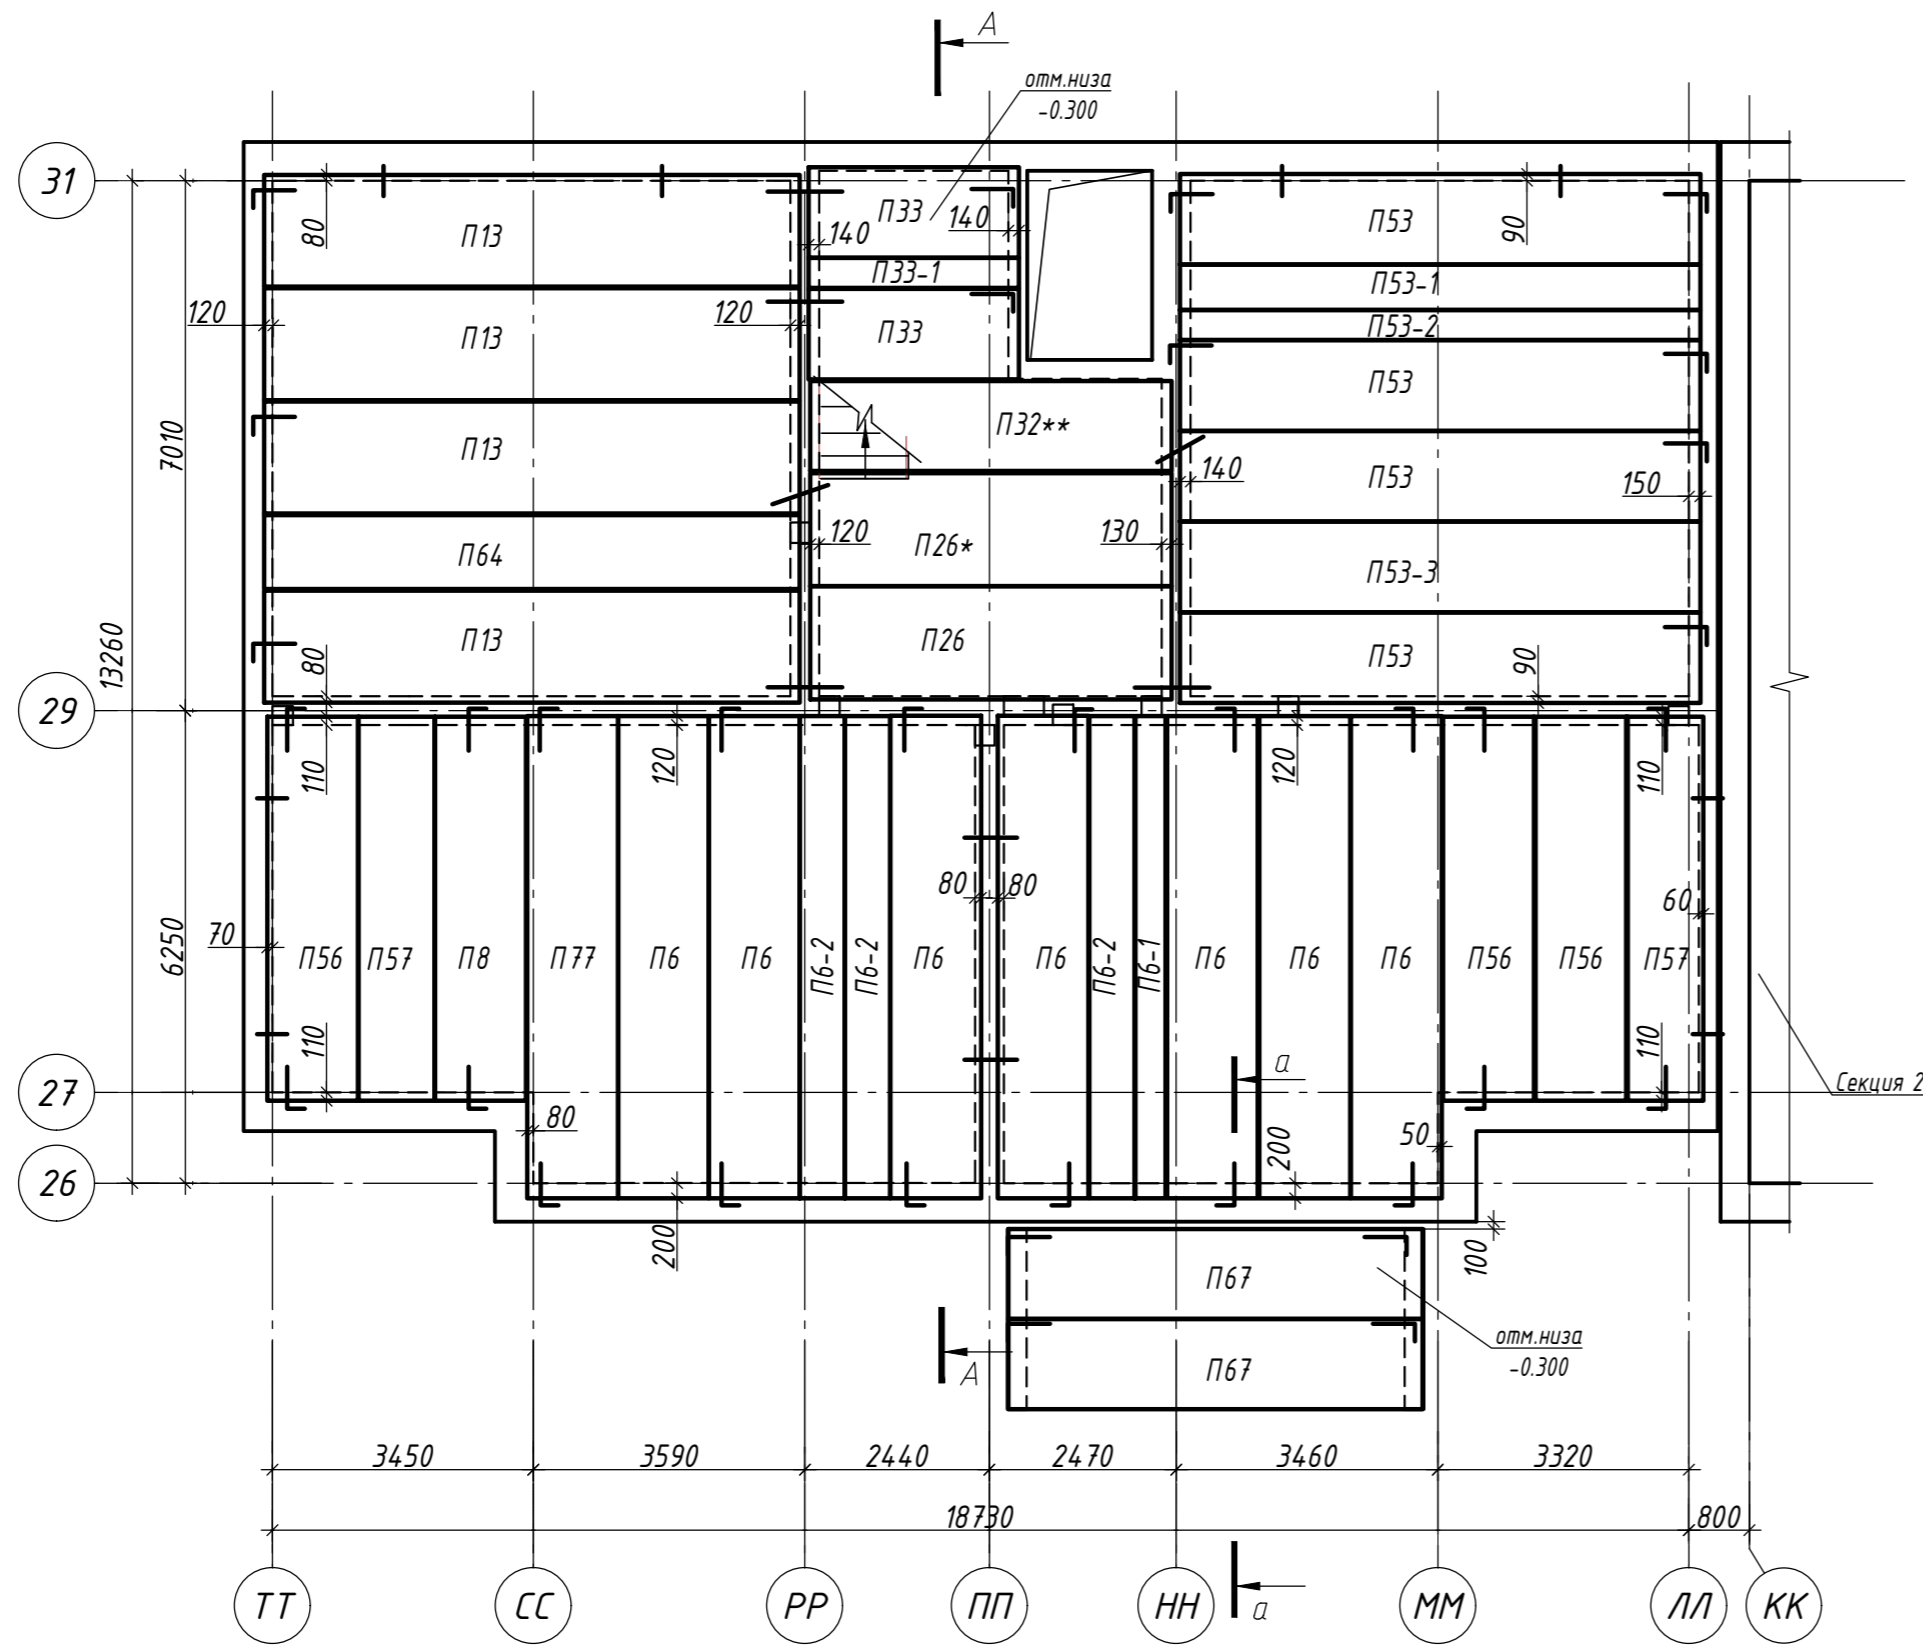 А
отм.низа
-0.300
31
80
П13
П33
140
140
П53
90
П33-1
П53-1
120
120
П13
П33
П53-2
П53
7010
П13
П32**
140
П53
150
120
П26*
130
П64
П53-3
13260
80
П13
П26
П53
90
29
110
120
120
110
80
80
60
6250
70
П56
П57
П8
П77
П6
П6
П6-2
П6-2
П6
П6
П6-2
П6-1
П6
П6
П6
П56
П56
П57
110
110
а
27
80
50
200
Секция 2
26
200
100
П67
отм.низа
-0.300
А
П67
3450
3590
2440
2470
3460
3320
18730
800
а
ТТ
СС
РР
ПП
НН
ММ
ЛЛ
КК